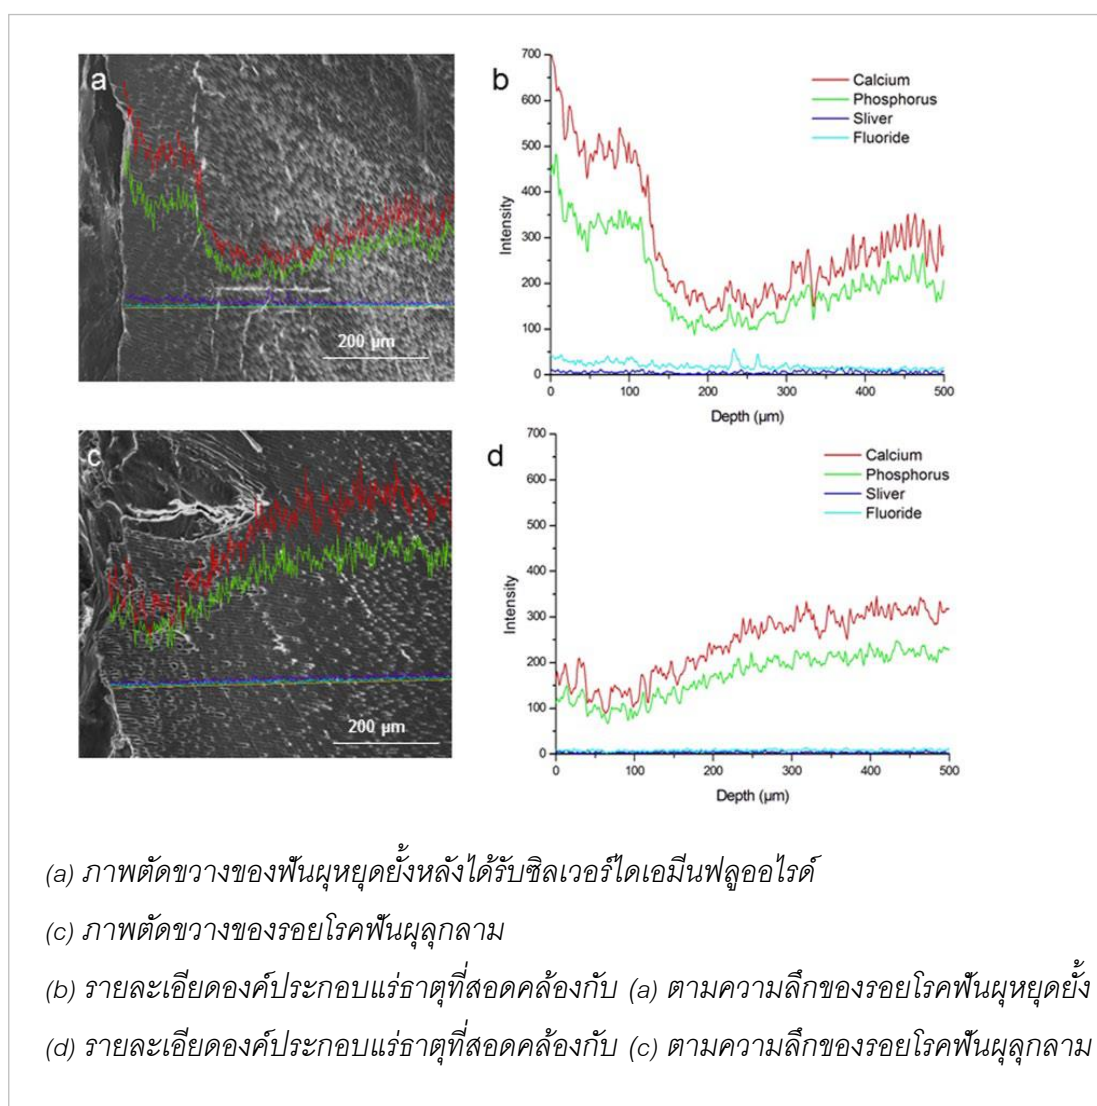 a
200 µm
b
700
600
500
400
300
200
100
0
Intensity
Calcium
Phosphorus
Sliver
Fluoride
0 100 200 300 400 500
Depth (µm)
c
200 µm
d
700
600
500
400
300
200
100
0
Intensity
Calcium
Phosphorus
Sliver
Fluoride
0 100 200 300 400 500
Depth (µm)
(a) ภาพตัดขวางของฟันผุหยุดยั้งหลังได้รับซิลเวอร์ไดเอมีนฟลูออไรด์
(c) ภาพตัดขวางของรอยโรคฟันผุลุกลาม
(b) รายละเอียดองค์ประกอบแร่ธาตุที่สอดคล้องกับ (a) ตามความลึกของรอยโรคฟันผุหยุดยั้ง
(d) รายละเอียดองค์ประกอบแร่ธาตุที่สอดคล้องกับ (c) ตามความลึกของรอยโรคฟันผุลุกลาม